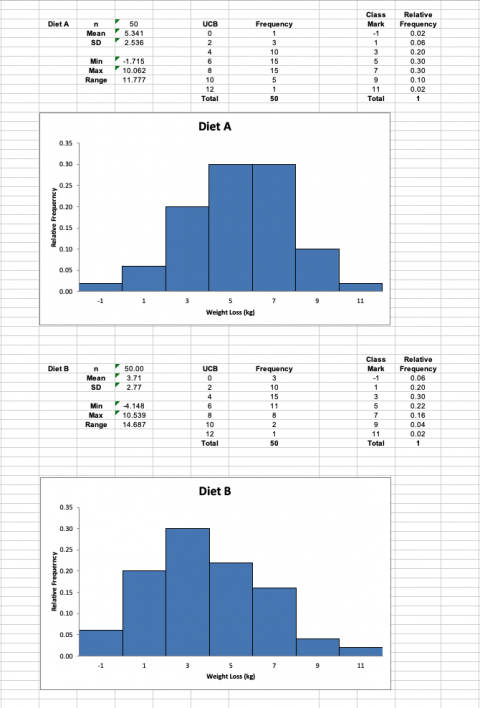 Class Relative
Diet A n 50 UCB Frequency Mark Frequency
Mean 5.341 0 1 -1 0.02
SD 2.536 2 3 1 0.06
4 10 3 0.20
Min -1.715 6 15 5 0.30
Max 10.062 8 15 7 0.30
Range 11.777 10 5 9 0.10
12 1 11 0.02
Total 50 Total 1
Diet A
0.35
0.30
0.25
0.20
0.15
0.10
0.05
0.00
Relative Frequency
-1 1 3 5 7 9 11
Weight Loss (kg)
Class Relative
Diet B n 50.00 UCB Frequency Mark Frequency
Mean 3.71 0 3 -1 0.06
SD 2.77 2 10 1 0.20
4 15 3 0.30
Min -4.148 6 11 5 0.22
Max 10.539 8 8 7 0.16
Range 14.687 10 2 9 0.04
12 1 11 0.02
Total 50 Total 1
Diet B
0.35
0.30
0.25
0.20
0.15
0.10
0.05
0.00
Relative Frequency
-1 1 3 5 7 9 11
Weight Loss (kg)